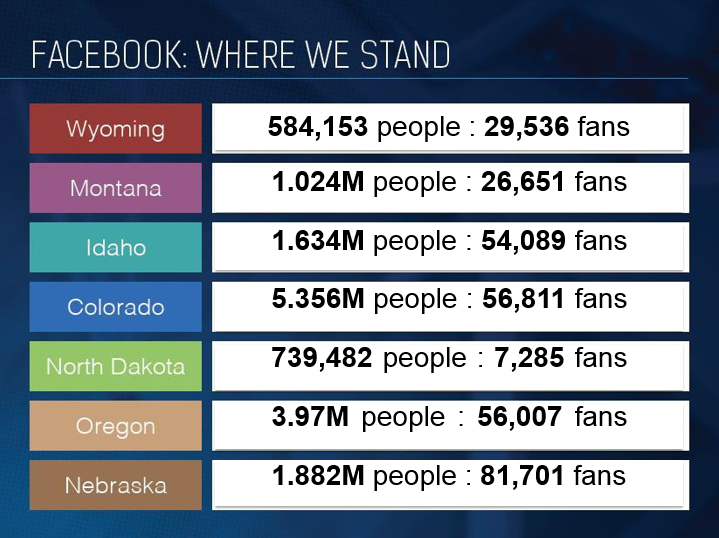 FACEBOOK: WHERE WE STAND
Wyoming 584,153 people : 29,536 fans
Montana 1.024M people : 26,651 fans
Idaho 1.634M people : 54,089 fans
Colorado 5.356M people : 56,811 fans
North Dakota 739,482 people : 7,285 fans
Oregon 3.97M people : 56,007 fans
Nebraska 1.882M people : 81,701 fans